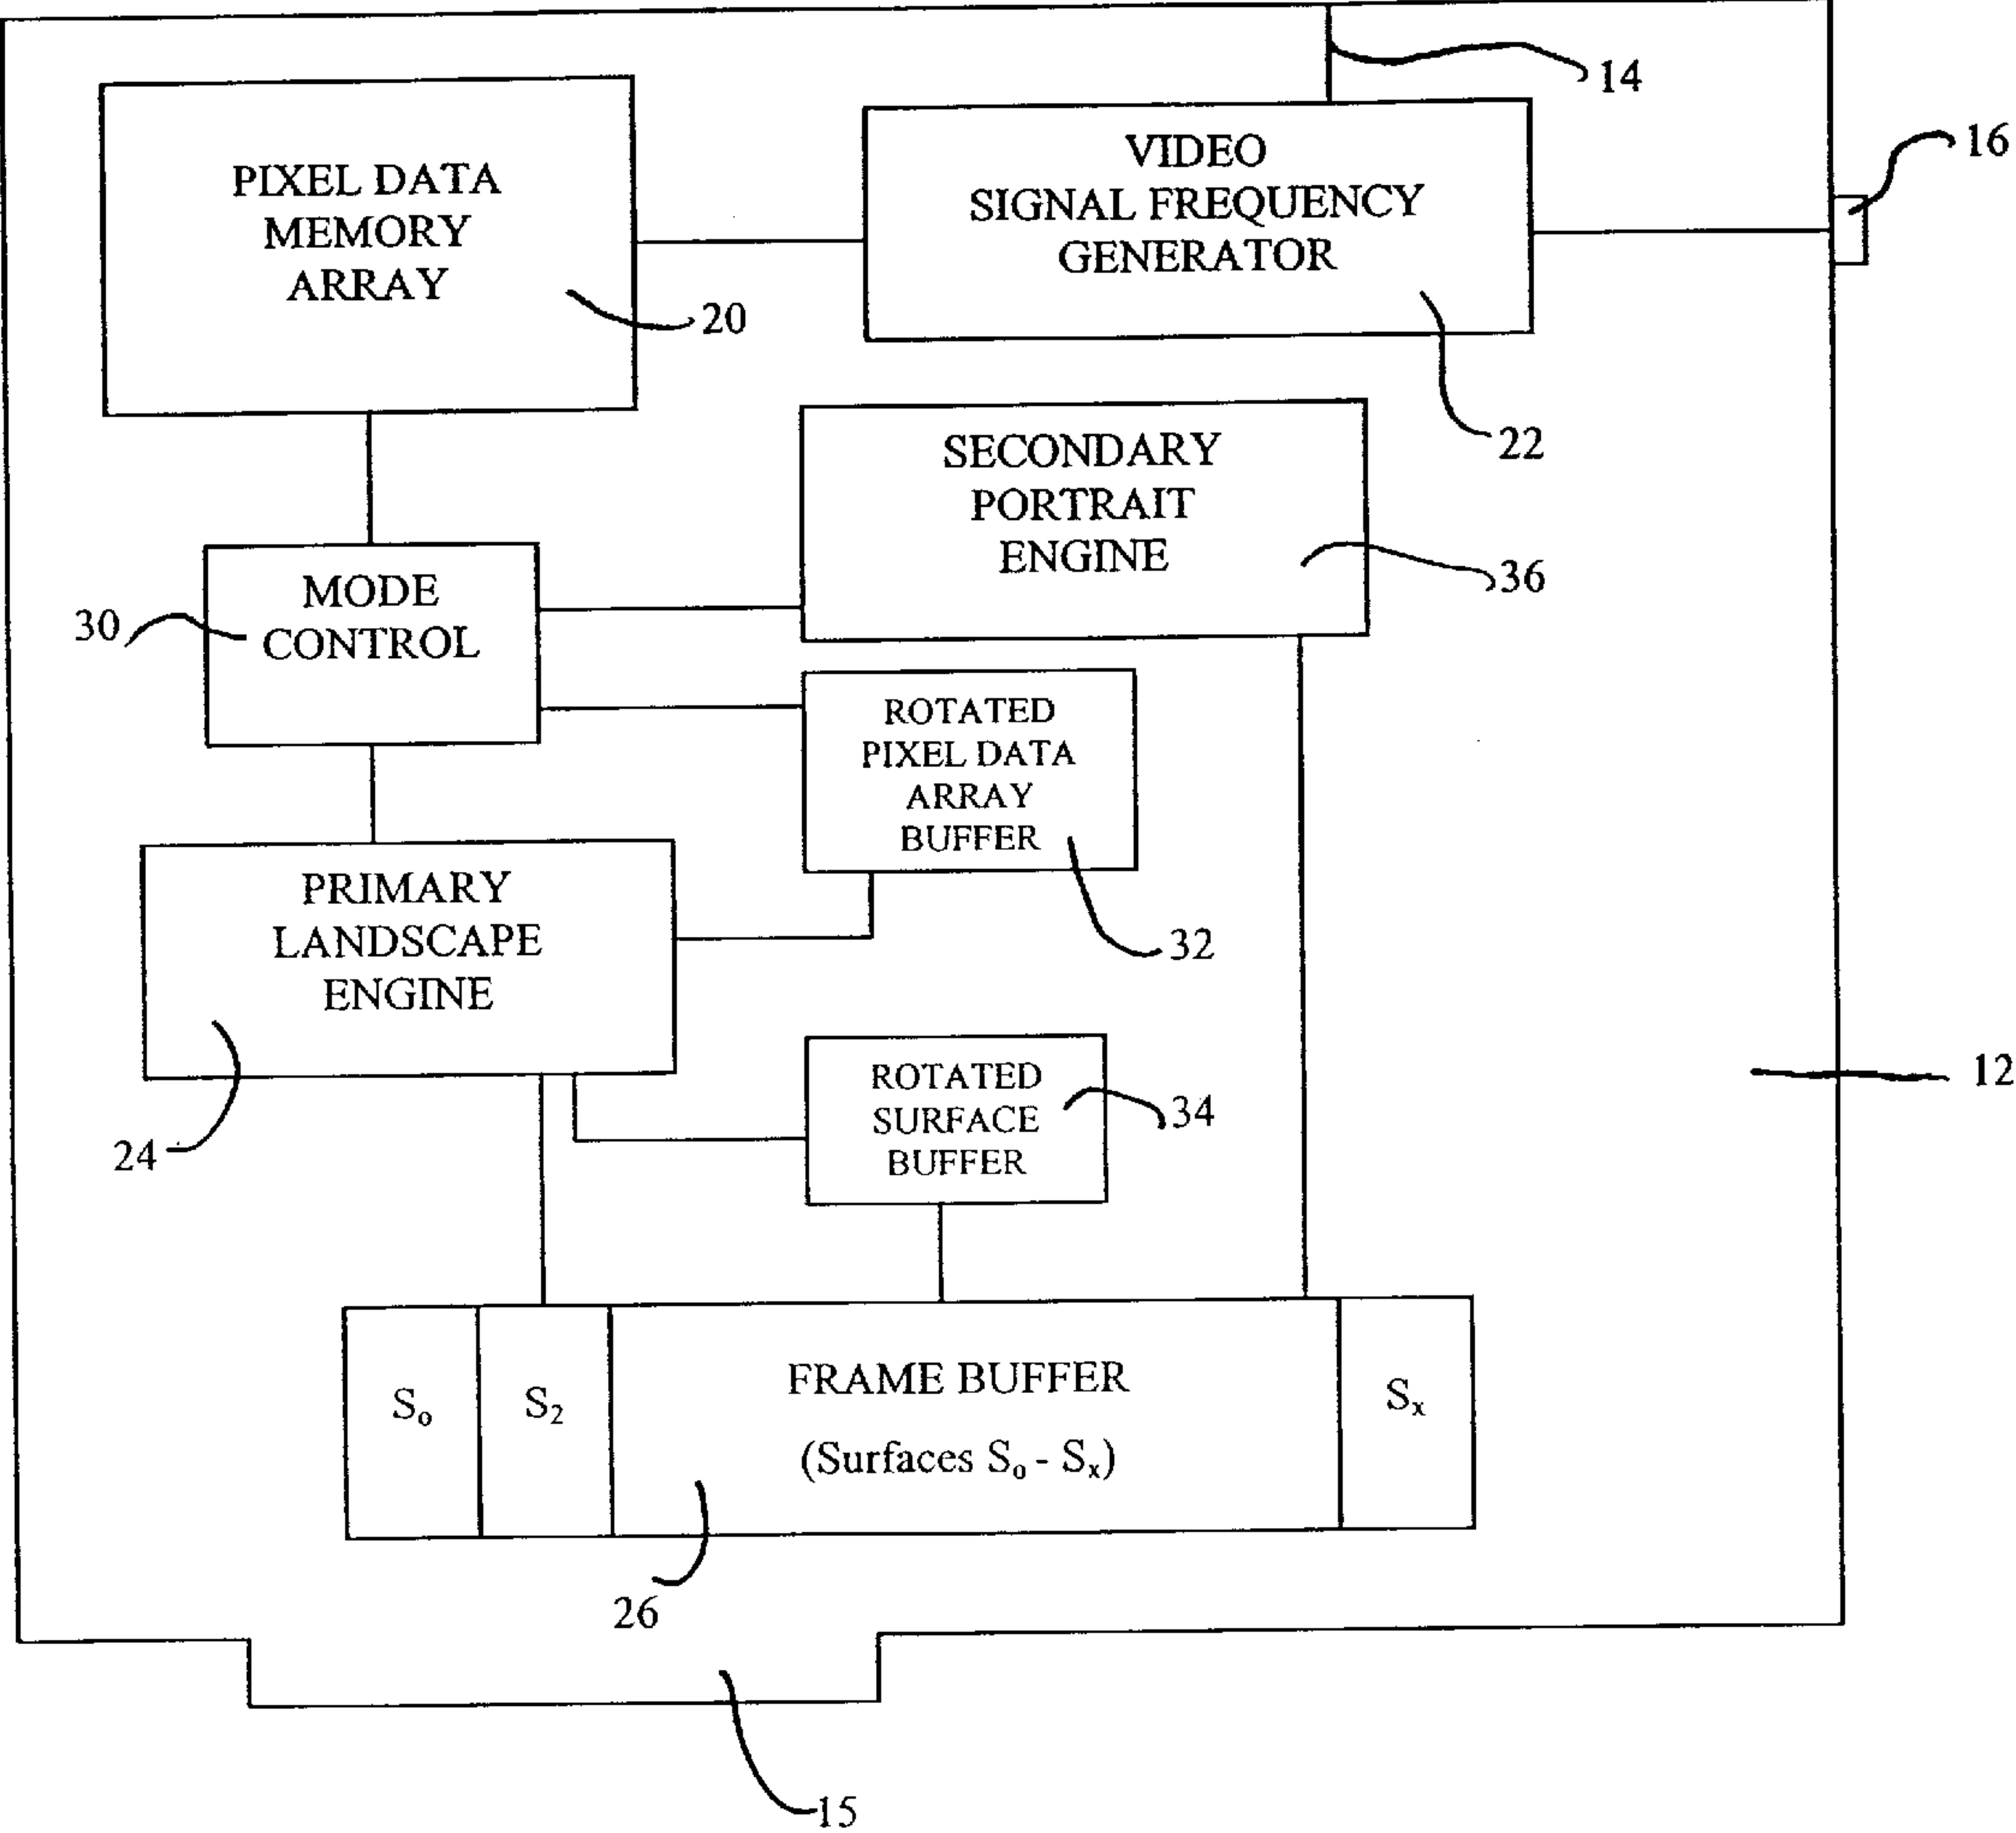 14
16
PIXEL DATA
MEMORY
ARRAY
20
VIDEO
SIGNAL FREQUENCY
GENERATOR
22
SECONDARY
PORTRAIT
ENGINE
36
30
MODE
CONTROL
ROTATED
PIXEL DATA
ARRAY
BUFFER
32
PRIMARY
LANDSCAPE
ENGINE
24
ROTATED
SURFACE
BUFFER
34
12
S₀
S₂
FRAME BUFFER
(Surfaces S₀ - Sₓ)
Sₓ
26
15